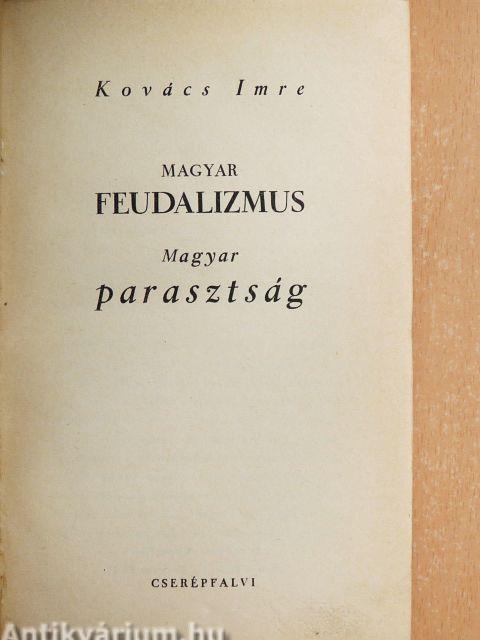 Kovács Imre
MAGYAR
FEUDALIZMUS
Magyar
parasztság
CSERÉPFALVI
Antikvárium.hu